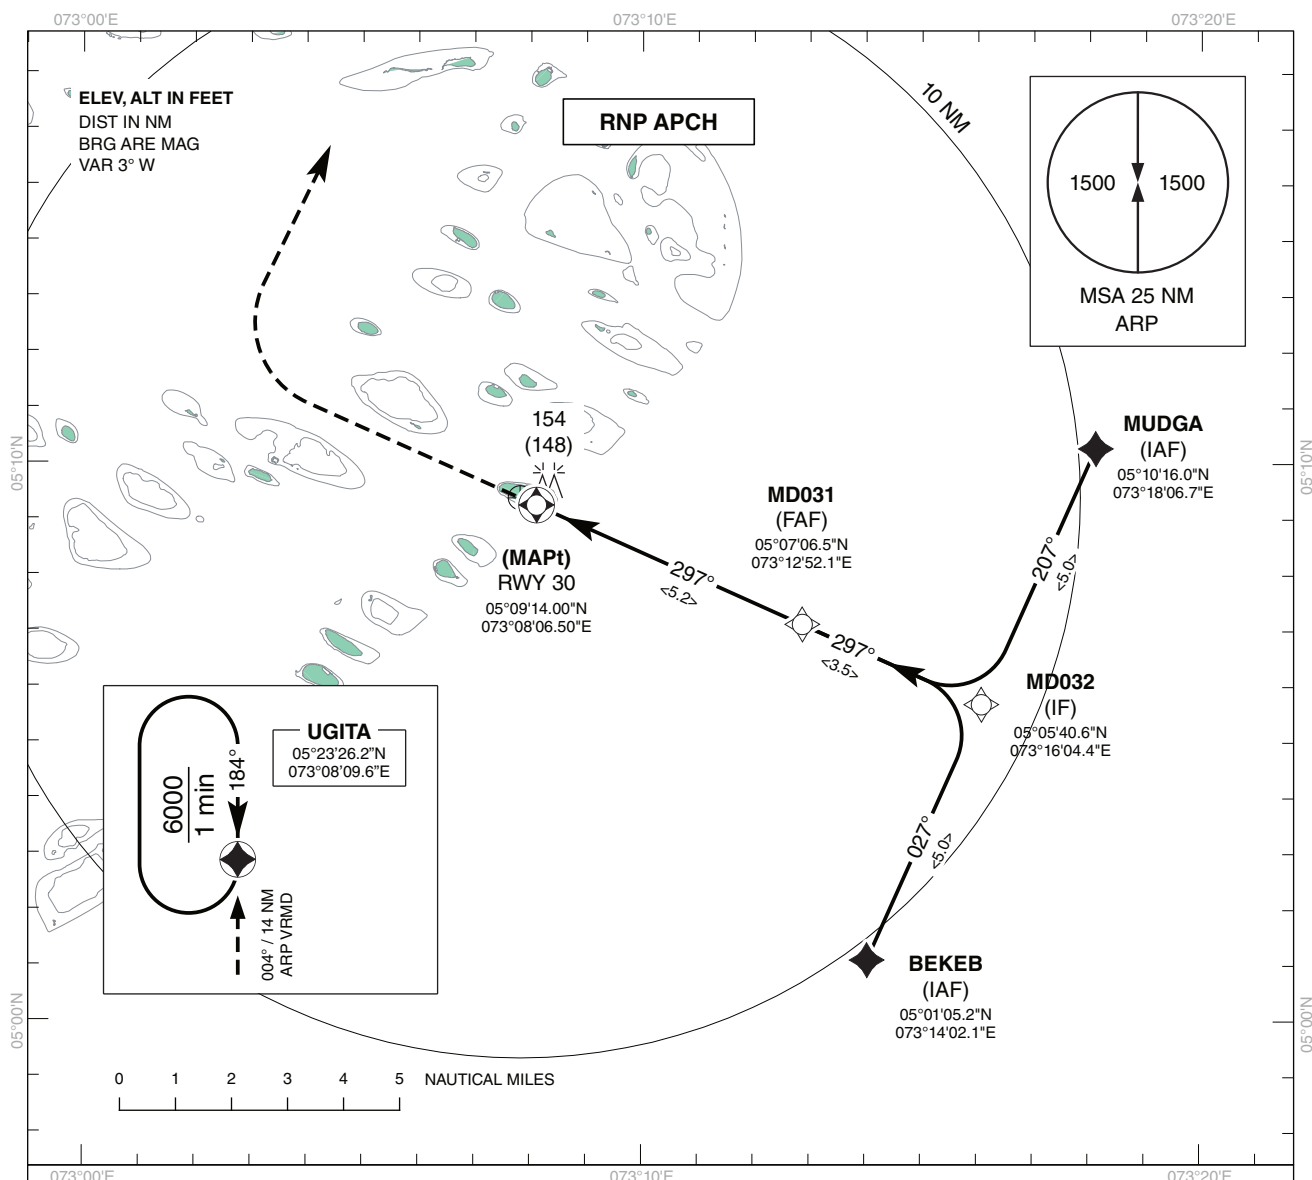 073°00'E
073°10'E
073°20'E
ELEV, ALT IN FEET
DIST IN NM
BRG ARE MAG
VAR 3° W
RNP APCH
10 NM
1500
1500
MSA 25 NM
ARP
05°10'N
05°10'N
154
(148)
MUDGA
(IAF)
05°10'16.0"N
073°18'06.7"E
MD031
(FAF)
05°07'06.5"N
073°12'52.1"E
(MAPt)
RWY 30
05°09'14.00"N
073°08'06.50"E
297°
<5.2>
207°
<5.0>
297°
<3.5>
MD032
(IF)
05°05'40.6"N
073°16'04.4"E
UGITA
05°23'26.2”N
073°08'09.6”E
6000
1 min
184°
004° / 14 NM
ARP VRMD
027°
<5.0>
BEKEB
(IAF)
05°01'05.2"N
073°14'02.1"E
05°00'N
05°00'N
0 1 2 3 4 5 NAUTICAL MILES
073°00'E
073°10'E
073°20'E